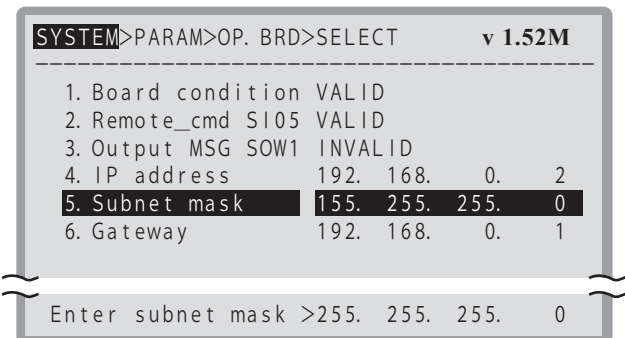 SYSTEM>PARAM>OP. BRD>SELECT v 1.52M
1. Board condition VALID
2. Remote_cmd SI05 VALID
3. Output MSG SOW1 INVALID
4. IP address 192. 168. 0. 2
5. Subnet mask 155. 255. 255. 0
6. Gateway 192. 168. 0. 1
Enter subnet mask >255. 255. 255. 0